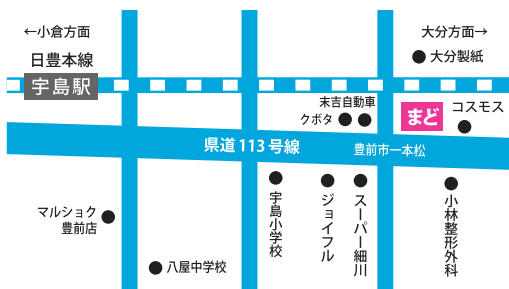 ←小倉方面
大分方面→
日豊本線
大分製紙
宇島駅
末吉自動車
クボタ
まど
コスモス
県道113号線
豊前市一本松
マルショク
豊前店
宇島小学校
ジョイフル
スーパー細川
小林整形外科
八屋中学校